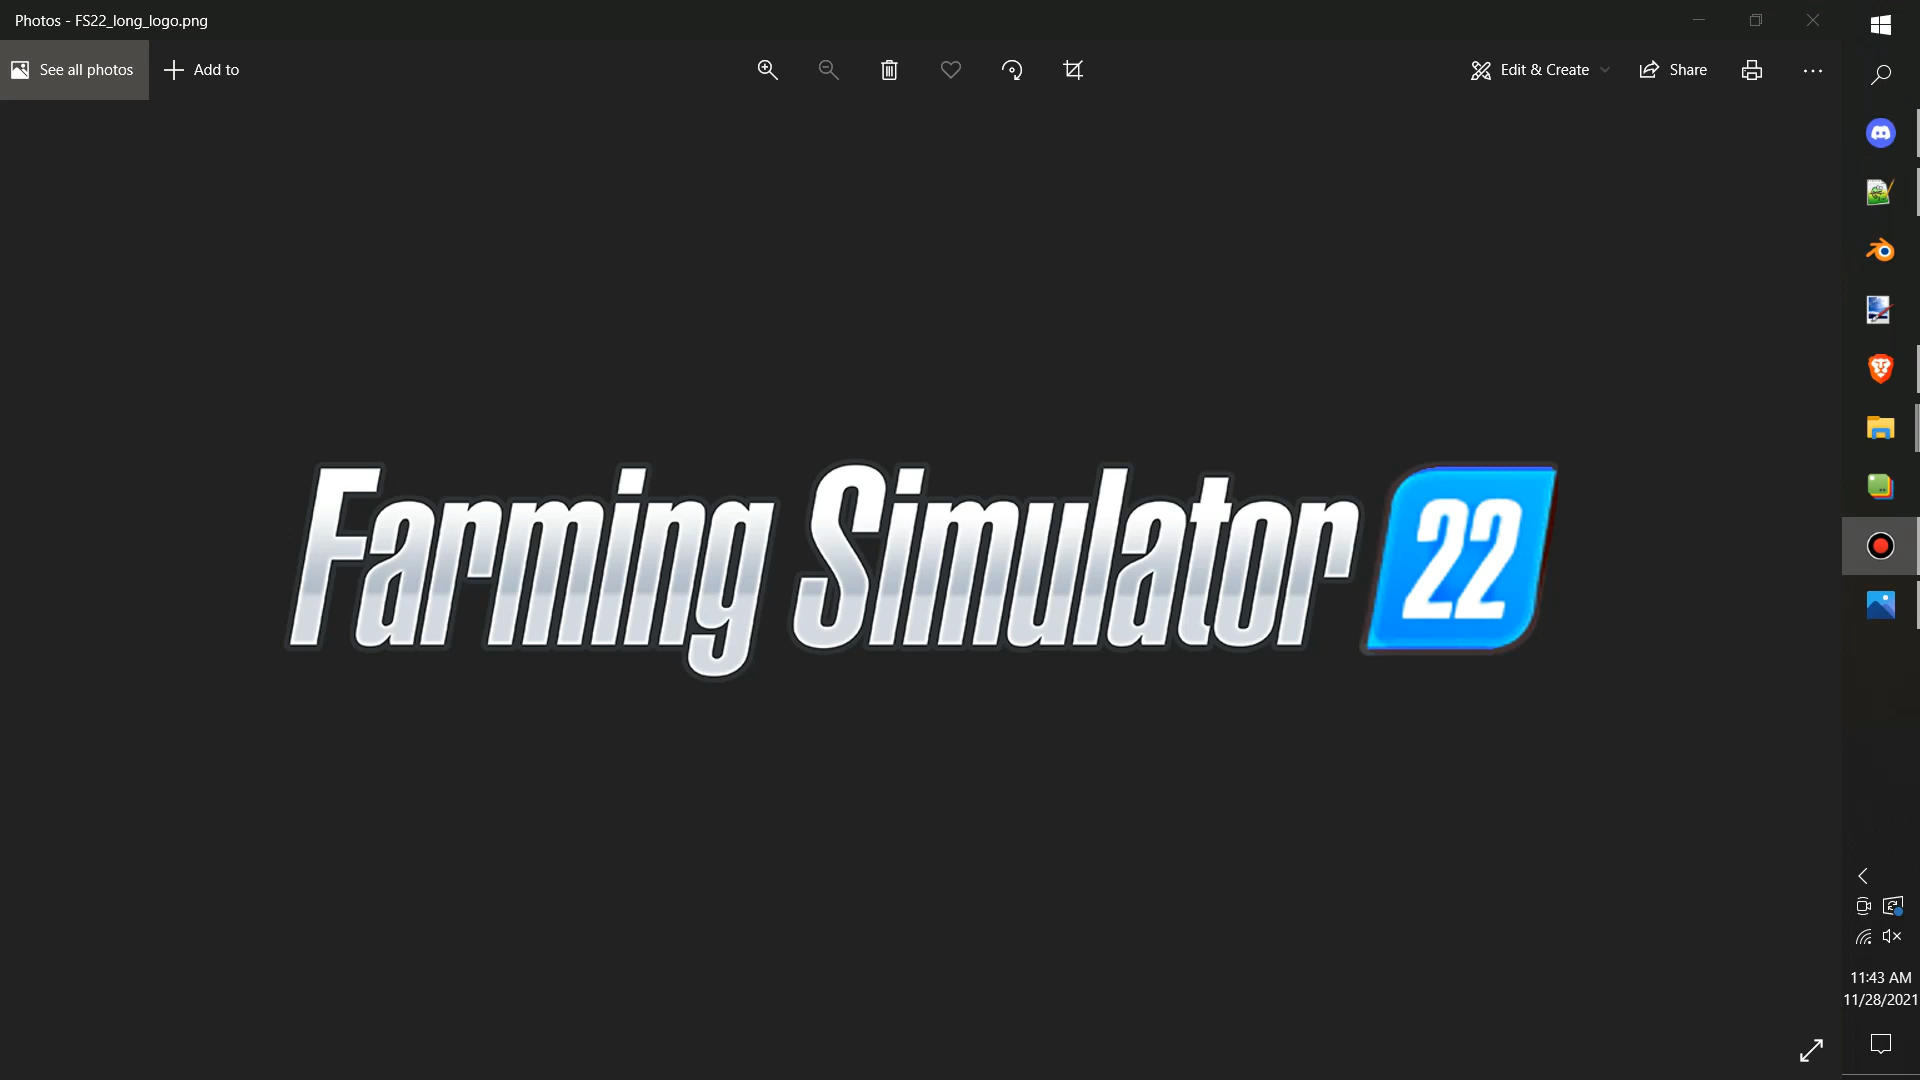 Photos - FS22_long_logo.png
See all photos
Add to
Edit & Create
Share
Farming Simulator 22
11:43 AM
11/28/2021